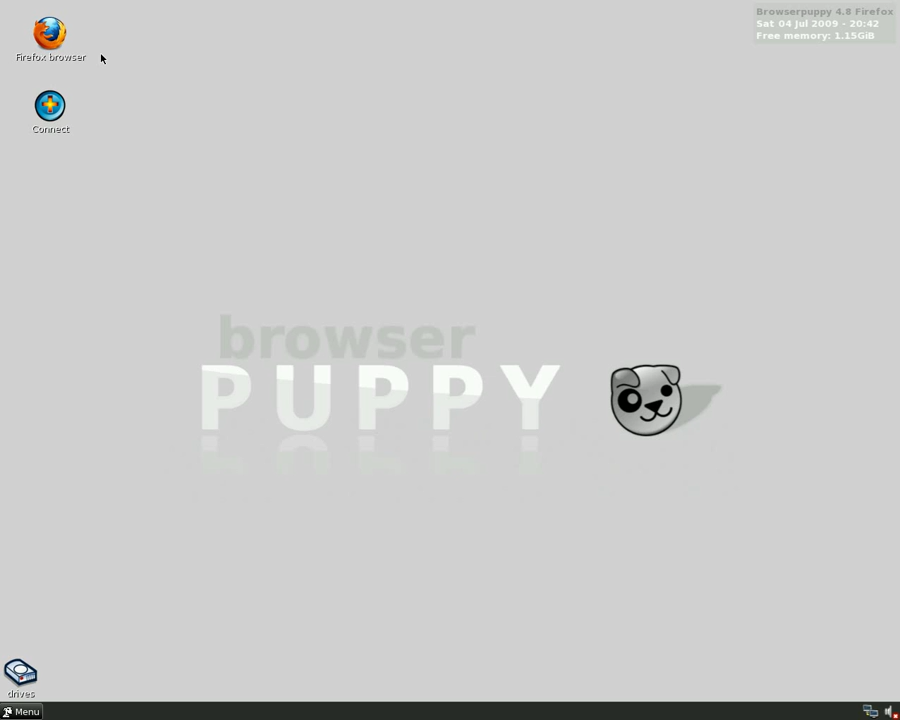 Browserpuppy 4.8 Firefox
Sat 04 Jul 2009 - 20:42
Free memory: 1.15GiB
Firefox browser
Connect
browser
PUPPY
drives
Menu